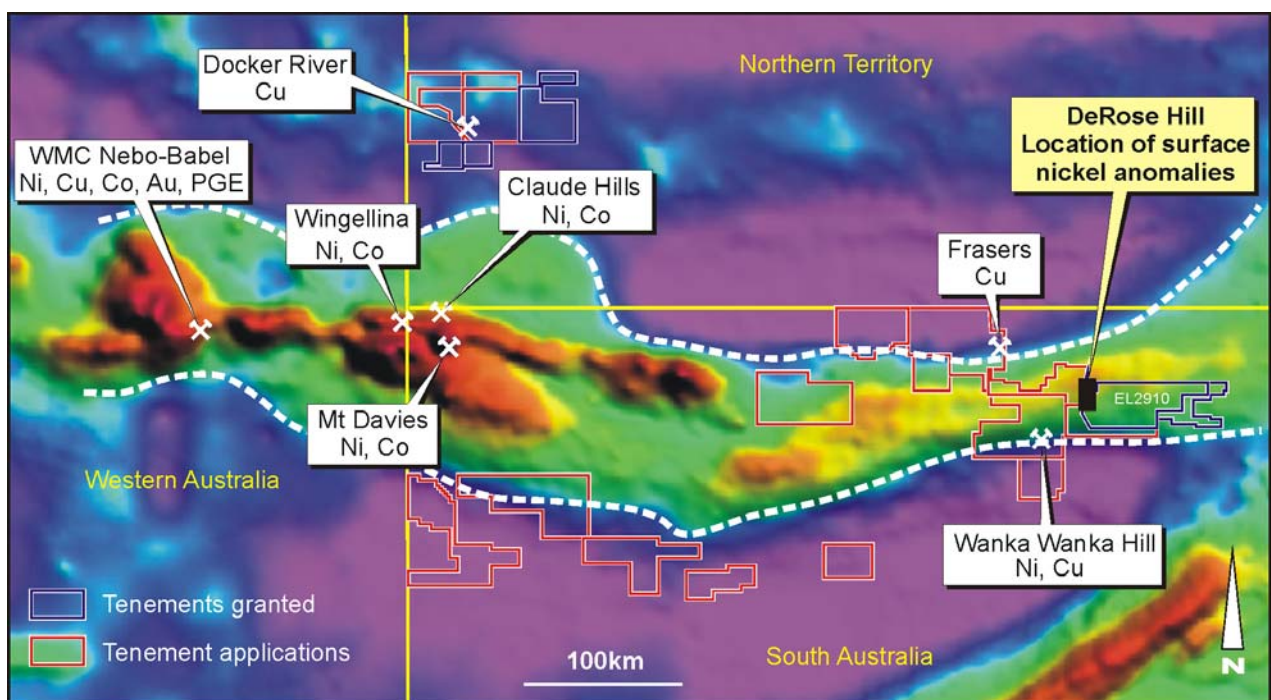 Docker River
Cu
Northern Territory
DeRose Hill
Location of surface
nickel anomalies
WMC Nebo-Babel
Ni, Cu, Co, Au, PGE
Claude Hills
Ni, Co
Wingellina
Ni, Co
Frasers
Cu
EL2910
Mt Davies
Ni, Co
Western Australia
Wanka Wanka Hill
Ni, Cu
Tenements granted
Tenement applications
100km
South Australia
N